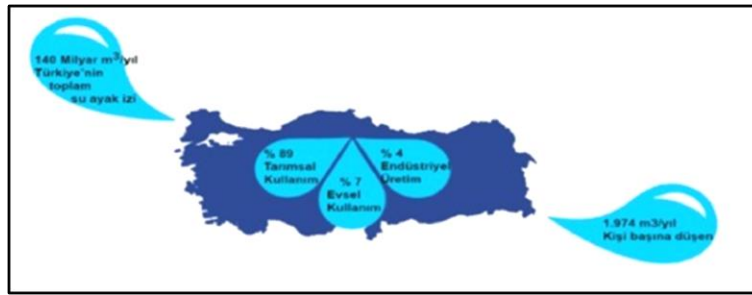 140 Milyar m³/yıl
Türkiye'nin
toplam
su ayak izi
% 89
Tarımsal
Kullanım
% 7
Evsel
Kullanım
% 4
Endüstriyel
Üretim
1.974 m3/yıl
Kişi başına düşen